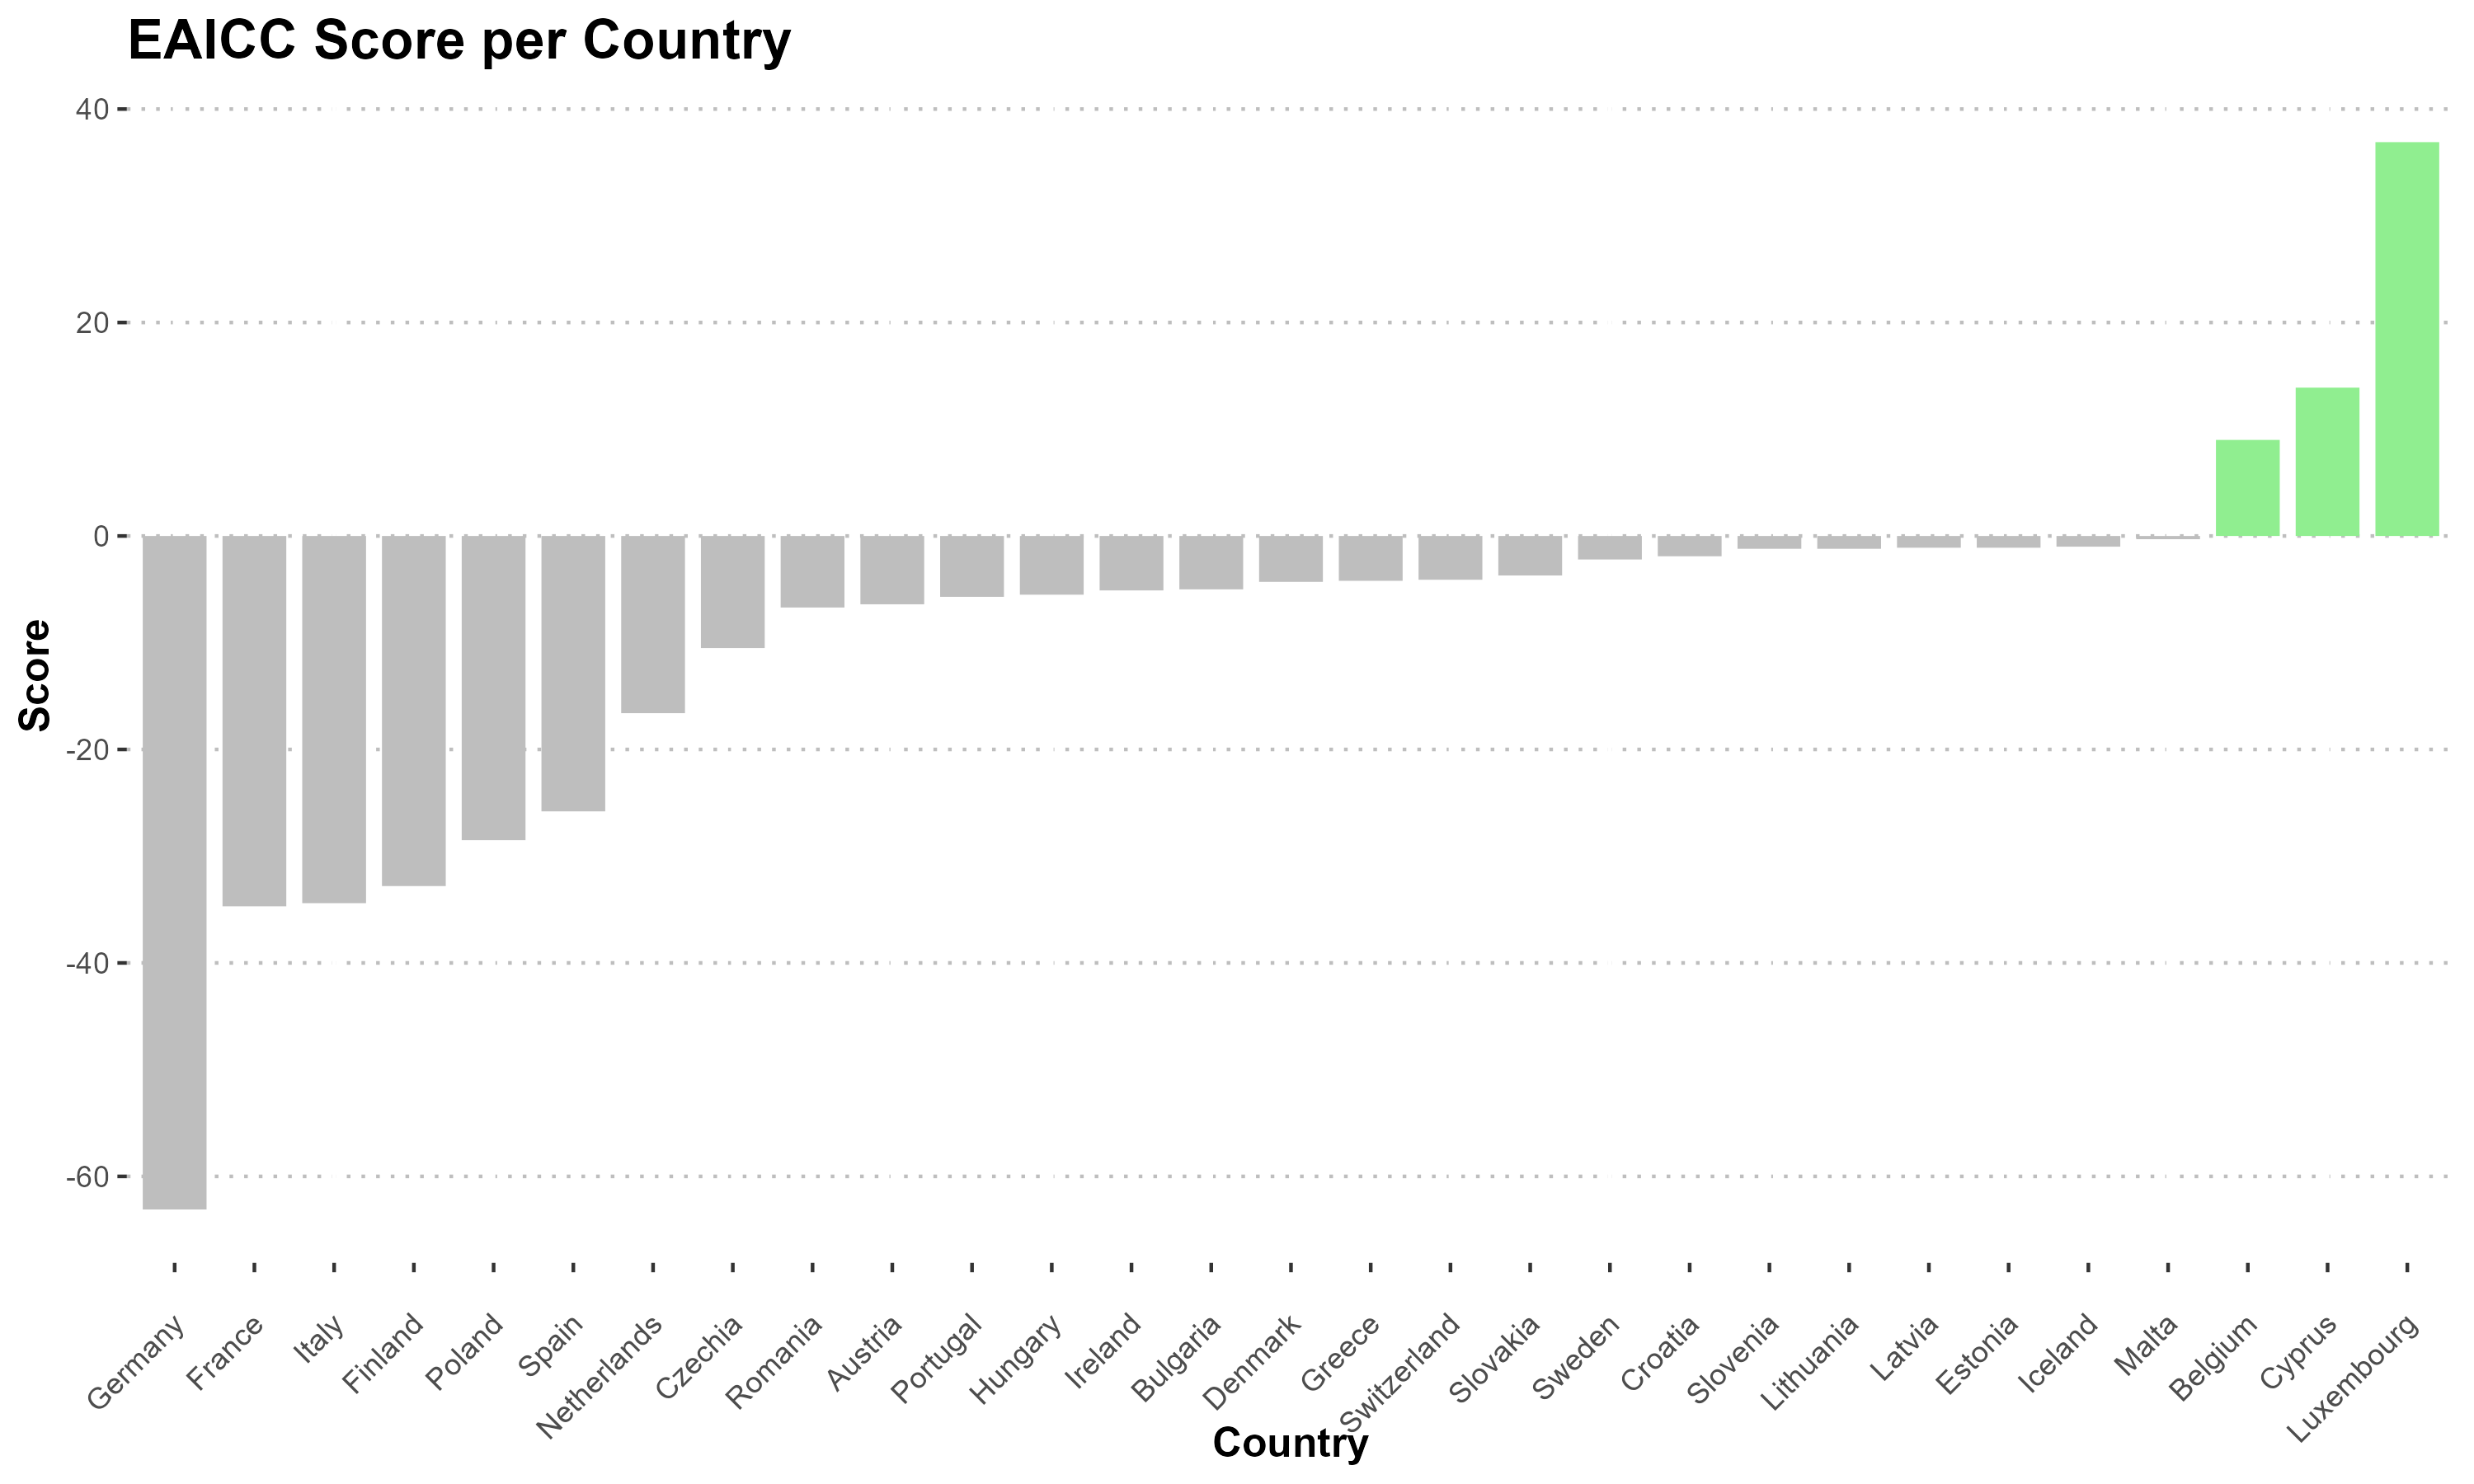 EAICC Score per Country
40
20
0
-20
-40
-60
Score
Germany
France
Italy
Finland
Poland
Spain
Netherlands
Czechia
Romania
Austria
Portugal
Hungary
Ireland
Bulgaria
Denmark
Greece
Switzerland
Slovakia
Sweden
Croatia
Slovenia
Lithuania
Latvia
Estonia
Iceland
Malta
Belgium
Cyprus
Luxembourg
Country